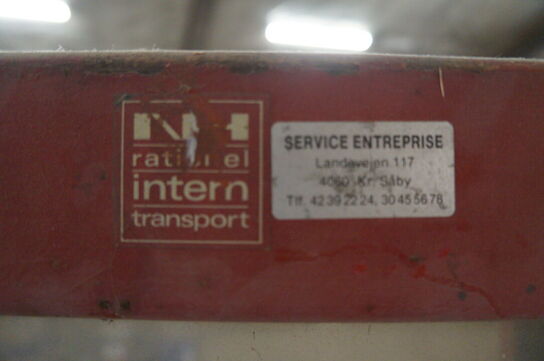 NH
rationel
intern
transport
SERVICE ENTREPRISE
Landevejen 117
4060 Kr. Såby
Tlf. 42 39 22 24, 30 45 56 78